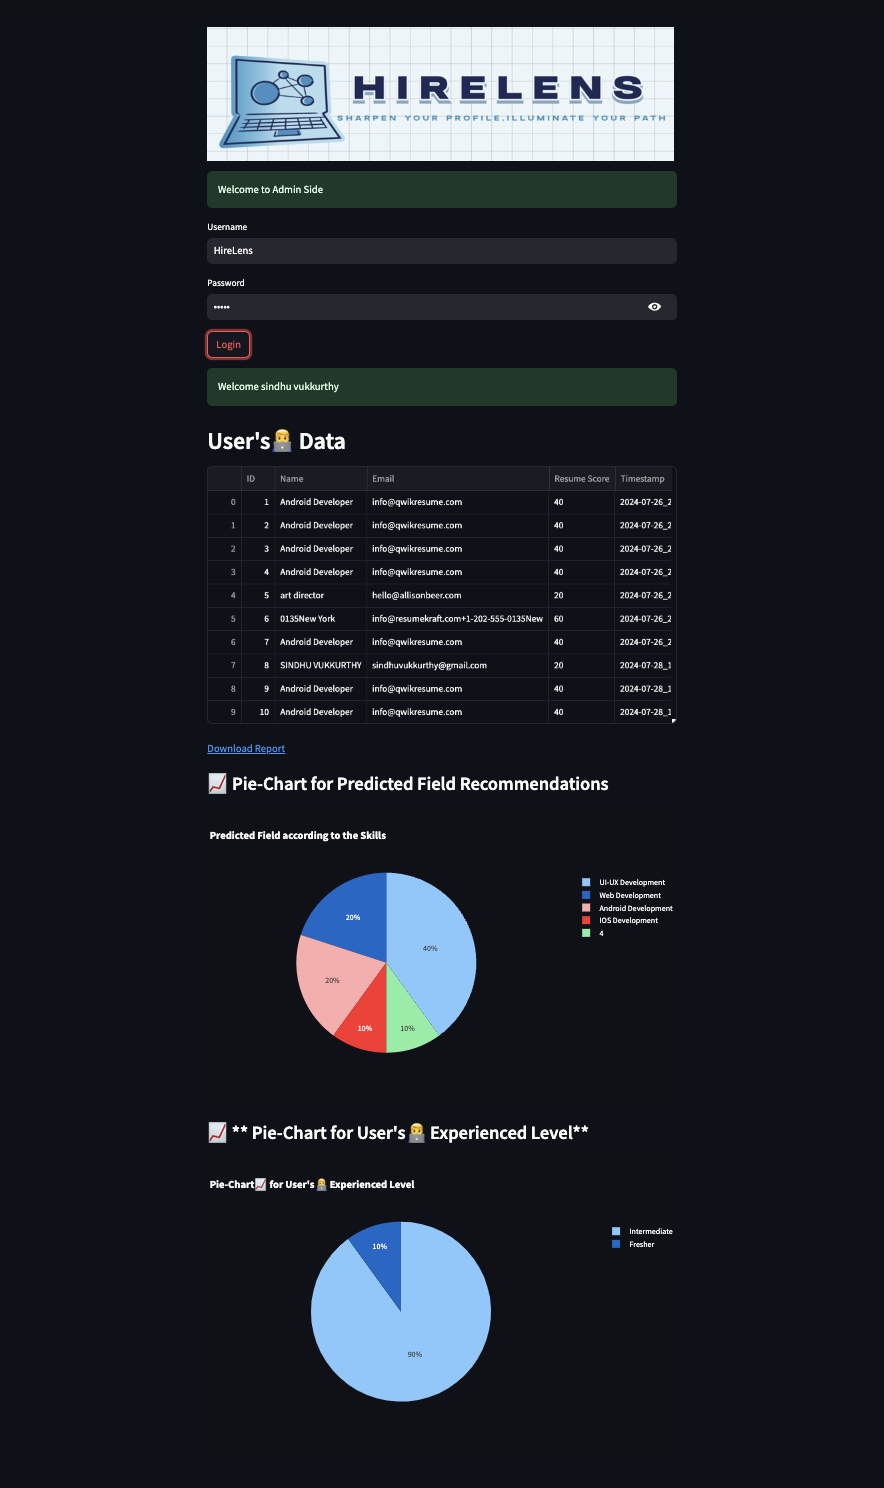 HIRELENS
SHARPEN YOUR PROFILE,ILLUMINATE YOUR PATH
Welcome to Admin Side
Username
HireLens
Password
•••••
Login
Welcome sindhu vukkurthy
User's👨‍💻 Data
ID Name Email Resume Score Timestamp
0 1 Android Developer info@qwikresume.com 40 2024-07-26_2
1 2 Android Developer info@qwikresume.com 40 2024-07-26_2
2 3 Android Developer info@qwikresume.com 40 2024-07-26_2
3 4 Android Developer info@qwikresume.com 40 2024-07-26_2
4 5 art director hello@allisonbeer.com 20 2024-07-26_2
5 6 0135New York info@resumekraft.com+1-202-555-0135New 60 2024-07-26_2
6 7 Android Developer info@qwikresume.com 40 2024-07-26_2
7 8 SINDHU VUKKURTHY sindhuvukkurthy@gmail.com 20 2024-07-28_1
8 9 Android Developer info@qwikresume.com 40 2024-07-28_1
9 10 Android Developer info@qwikresume.com 40 2024-07-28_1
Download Report
📈 Pie-Chart for Predicted Field Recommendations
Predicted Field according to the Skills
UI-UX Development
Web Development
Android Development
IOS Development
4
20%
40%
20%
10%
10%
📈 ** Pie-Chart for User's👨‍💻 Experienced Level**
Pie-Chart📈 for User's👨‍💻 Experienced Level
Intermediate
Fresher
10%
90%